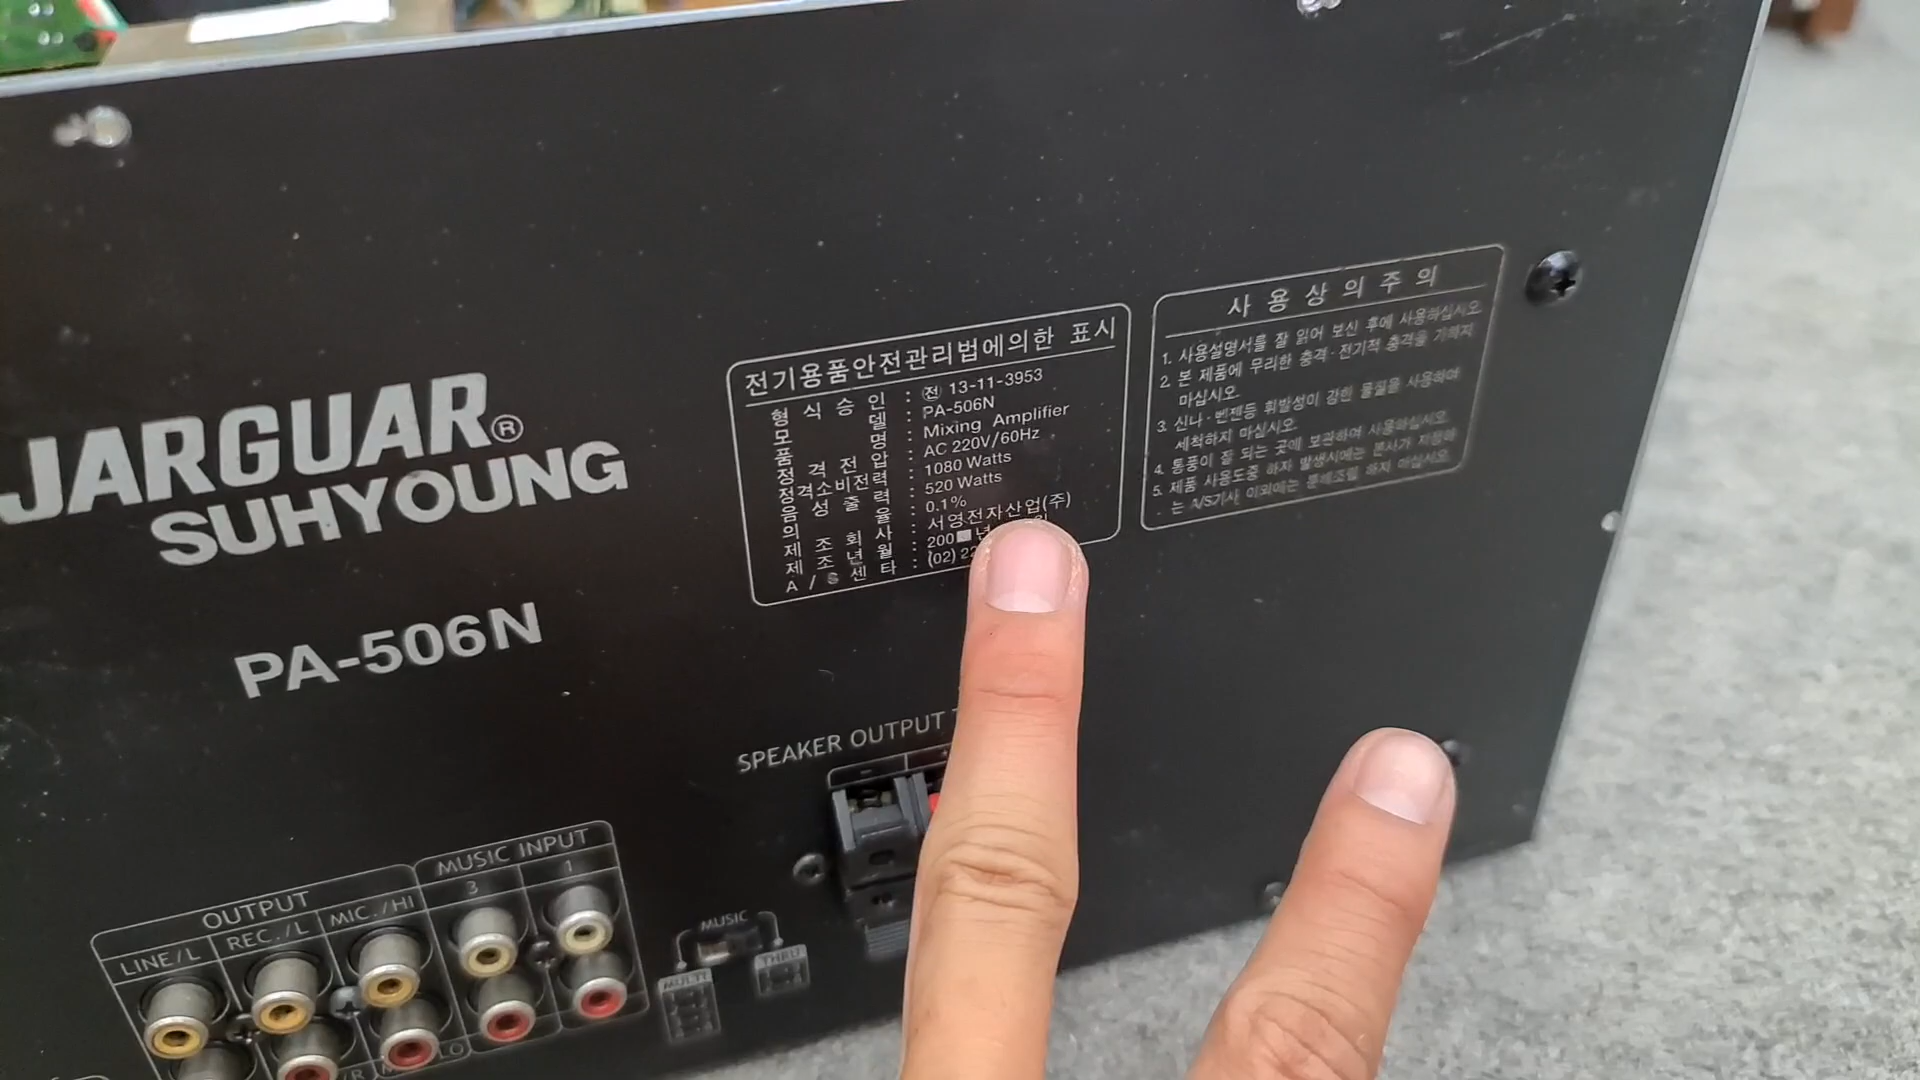 JARGUAR®
SUHYOUNG
PA-506N
전기용품안전관리법에의한 표시
형식승인 : 전 13-11-3953
모델 : PA-506N
품명 : Mixing Amplifier
정격전압 : AC 220V/60Hz
정격소비전력 : 1080 Watts
음성출력 : 520 Watts
의율 : 0.1%
제조회사 : 서영전자산업(주)
제조년월 : 200 년 월
A/S센타 : (02) 22
사용상의주의
1. 사용설명서를 잘 읽어 보신 후에 사용하십시오.
2. 본 제품에 무리한 충격·전기적 충격을 가하지
마십시오.
3. 신나·벤젠등 휘발성이 강한 물질을 사용하여
세척하지 마십시오.
4. 통풍이 잘 되는 곳에 보관하여 사용하십시오.
5. 제품 사용도중 하자 발생시에는 본사가 지정하
는 A/S기사 이외에는 분해조립 하지 마십시오.
SPEAKER OUTPUT
OUTPUT
MUSIC INPUT
LINE/L
REC./L
MIC./HI
3
1
MUSIC
MULTI
THRU
LO